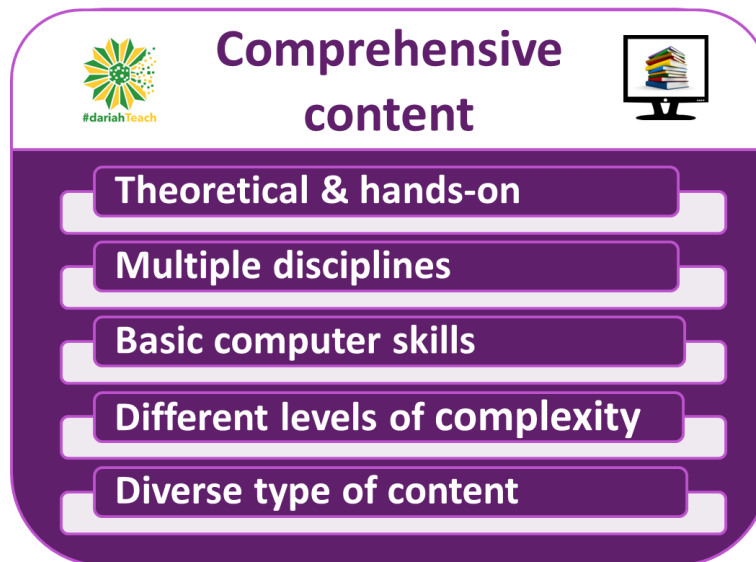 Comprehensive
content
#dariahTeach
Theoretical & hands-on
Multiple disciplines
Basic computer skills
Different levels of complexity
Diverse type of content